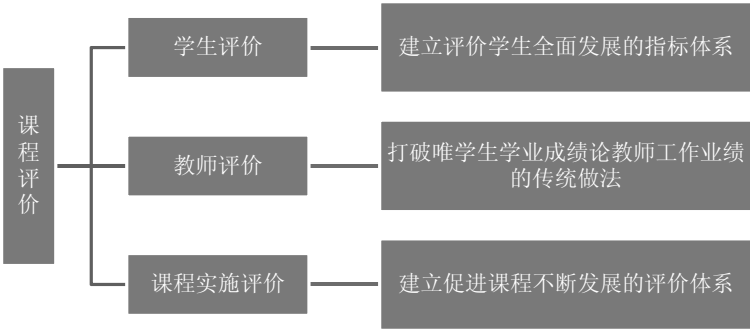 课程评价
学生评价
建立评价学生全面发展的指标体系
教师评价
打破唯学生学业成绩论教师工作业绩
的传统做法
课程实施评价
建立促进课程不断发展的评价体系